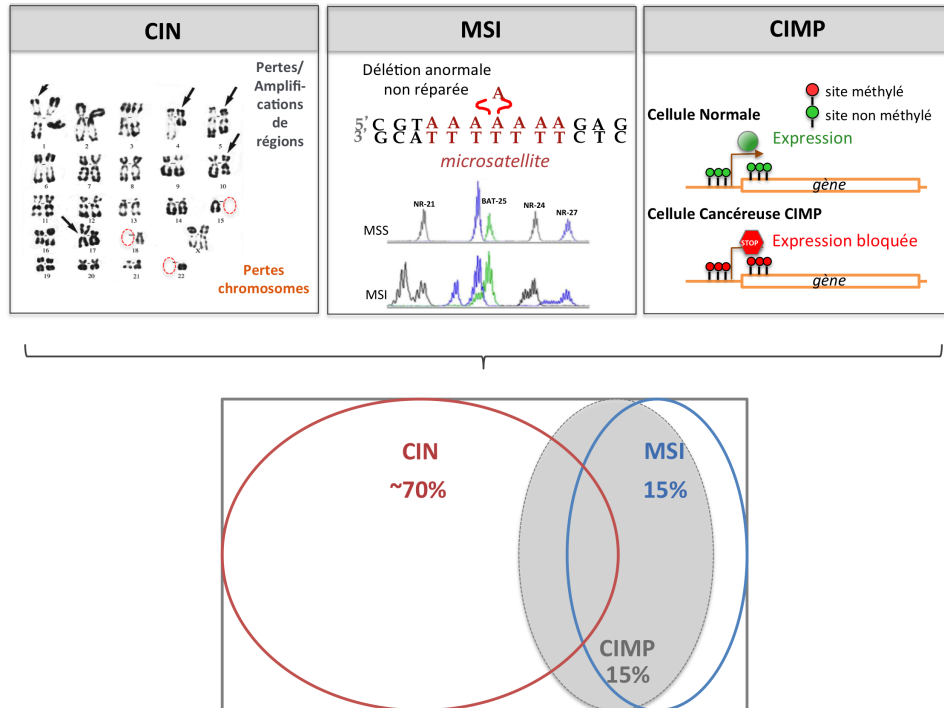 CIN
Pertes/
Amplifi-
cations
de
régions
1 2 3 4 5
6 7 8 9 10
11 12 13 14 15
16 17 18 X
19 20 21 22
Pertes
chromosomes
MSI
Délétion anormale
non réparée
A
5' C G T A A A A A A A G A G
3' G C A T T T T T T T C T C
microsatellite
NR-21 BAT-25 NR-24 NR-27
MSS
MSI
CIMP
site méthylé
site non méthylé
Cellule Normale
Expression
gène
Cellule Cancéreuse CIMP
STOP
Expression bloquée
gène
CIN
~70%
MSI
15%
CIMP
15%